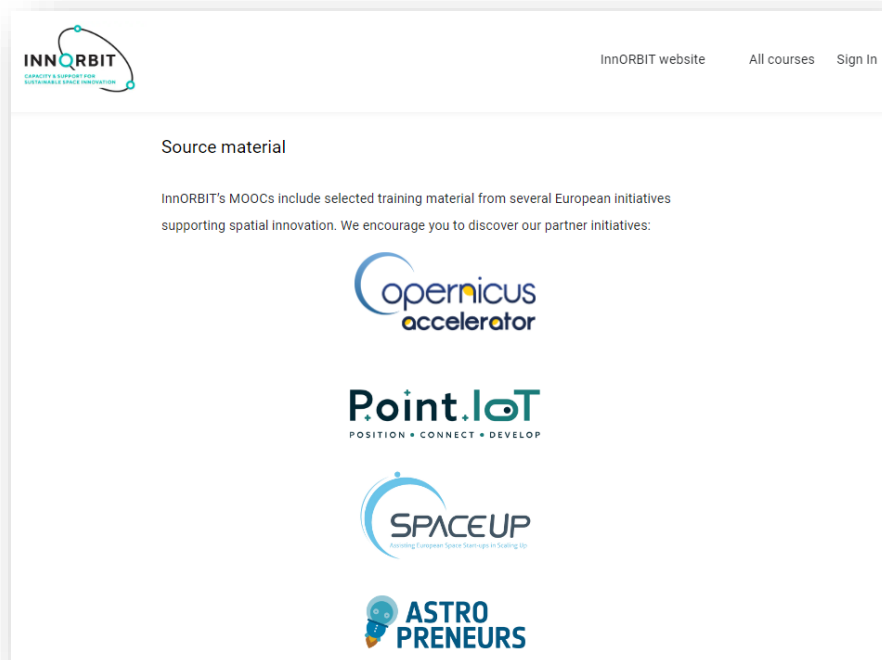 INNORBIT
CAPACITY & SUPPORT FOR
SUSTAINABLE SPACE INNOVATION
InnORBIT website
All courses
Sign In
Source material
InnORBIT's MOOCs include selected training material from several European initiatives
supporting spatial innovation. We encourage you to discover our partner initiatives:
Copernicus
accelerator
Point.IoT
POSITION • CONNECT • DEVELOP
SPACEUP
Assisting European Space Start-ups in Scaling Up
ASTRO
PRENEURS